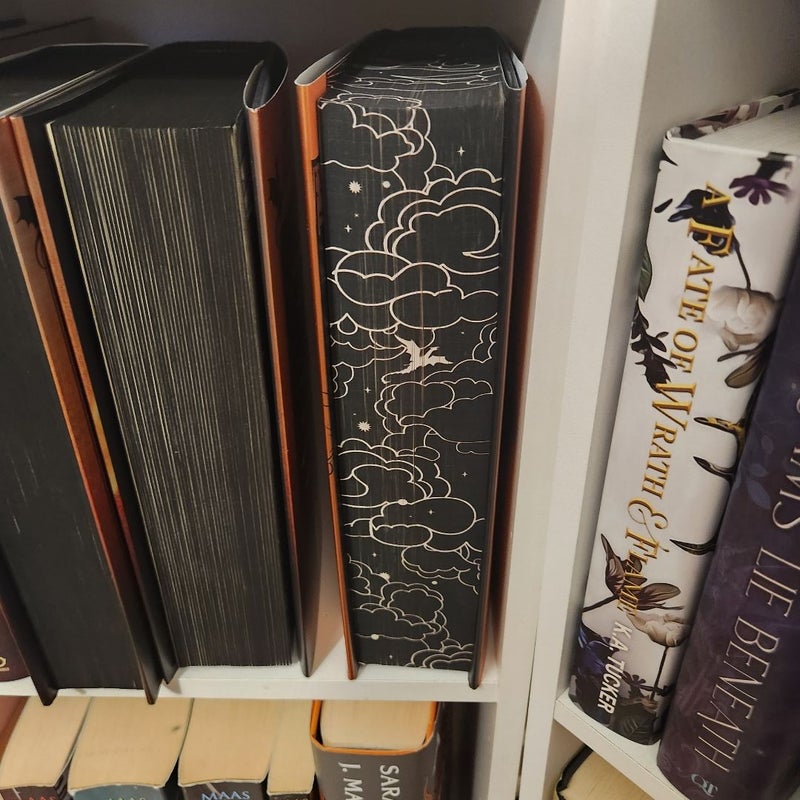 A FATE OF WRATH & FLAME K.A. TUCKER
LIE BENEATH
MAAS
SARA
J. MA